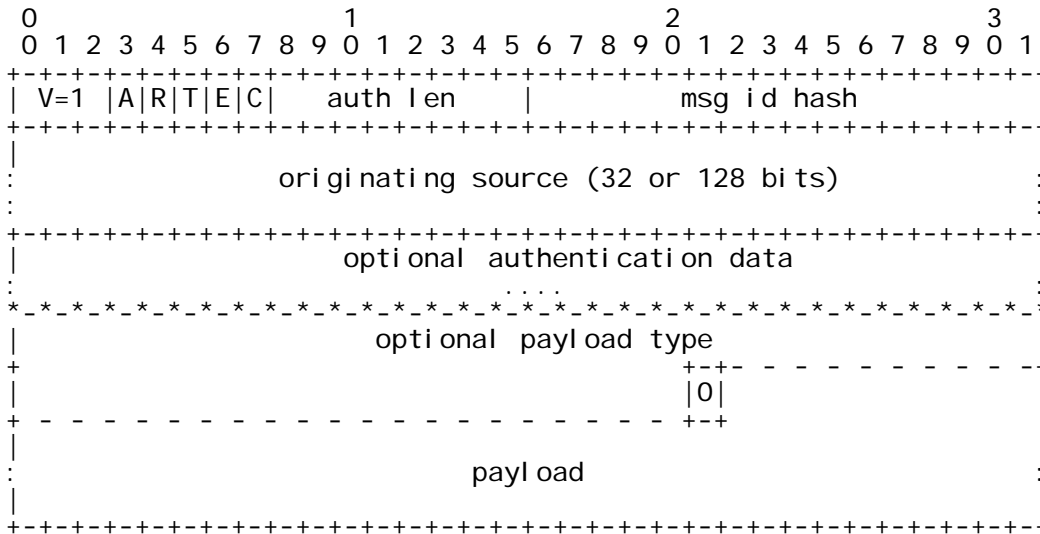 0                   1                   2                   3
0 1 2 3 4 5 6 7 8 9 0 1 2 3 4 5 6 7 8 9 0 1 2 3 4 5 6 7 8 9 0 1
+-+-+-+-+-+-+-+-+-+-+-+-+-+-+-+-+-+-+-+-+-+-+-+-+-+-+-+-+-+-+-+-
| V=1 |A|R|T|E|C|   auth len    |         msg id hash
+-+-+-+-+-+-+-+-+-+-+-+-+-+-+-+-+-+-+-+-+-+-+-+-+-+-+-+-+-+-+-+-
|
:                originating source (32 or 128 bits)            :
:                                                               :
+-+-+-+-+-+-+-+-+-+-+-+-+-+-+-+-+-+-+-+-+-+-+-+-+-+-+-+-+-+-+-+-
|                    optional authentication data
:                              ....                             :
*-*-*-*-*-*-*-*-*-*-*-*-*-*-*-*-*-*-*-*-*-*-*-*-*-*-*-*-*-*-*-*-*
|                      optional payload type
+                                         +-+- - - - - - - - - --
|                                         |0|
+ - - - - - - - - - - - - - - - - - - - - +-+
|
:                            payload                            :
|
+-+-+-+-+-+-+-+-+-+-+-+-+-+-+-+-+-+-+-+-+-+-+-+-+-+-+-+-+-+-+-+-